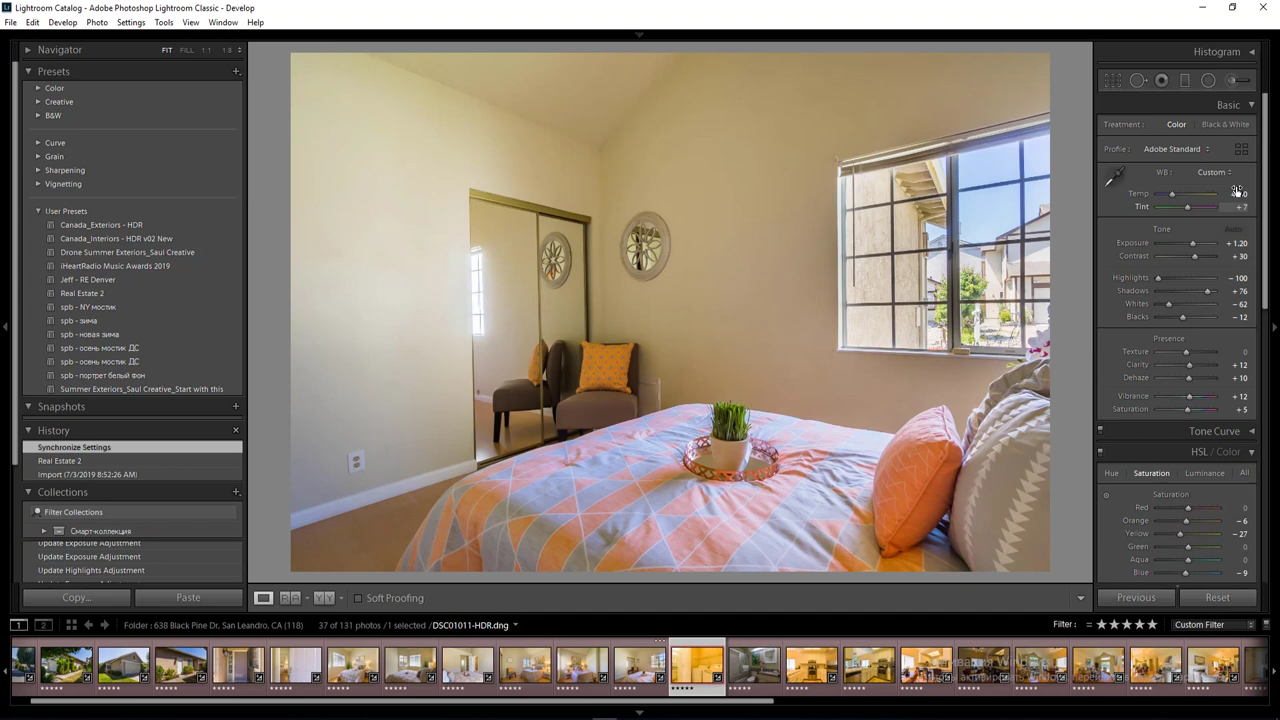 Lightroom Catalog - Adobe Photoshop Lightroom Classic - Develop
File Edit Develop Photo Settings Tools View Window Help
Navigator FIT FILL 1:1 1:8
Presets +
Color
Creative
B&W
Curve
Grain
Sharpening
Vignetting
User Presets
Canada_Exteriors - HDR
Canada_Interiors - HDR v02 New
Drone Summer Exteriors_Saul Creative
iHeartRadio Music Awards 2019
Jeff - RE Denver
Real Estate 2
spb - NY мостик
spb - зима
spb - новая зима
spb - осень мостик ДС
spb - осень мостик ДС
spb - портрет белый фон
Summer Exteriors_Saul Creative_Start with this
Snapshots +
History ×
Synchronize Settings
Real Estate 2
Import (7/3/2019 8:52:26 AM)
Collections +
Filter Collections
Смарт-коллекция
Update Exposure Adjustment
Update Exposure Adjustment
Update Highlights Adjustment
Copy... Paste
Soft Proofing
Histogram
Basic
Treatment : Color Black & White
Profile : Adobe Standard
WB : Custom
Temp
Tint + 7
Tone Auto
Exposure + 1.20
Contrast + 30
Highlights − 100
Shadows + 76
Whites − 62
Blacks − 12
Presence
Texture 0
Clarity + 12
Dehaze + 10
Vibrance + 12
Saturation + 5
Tone Curve
HSL / Color
Hue Saturation Luminance All
Saturation
Red 0
Orange − 6
Yellow − 27
Green 0
Aqua 0
Blue − 9
Previous Reset
1 2 Folder : 638 Black Pine Dr, San Leandro, CA (118) 37 of 131 photos / 1 selected / DSC01011-HDR.dng Filter : Custom Filter